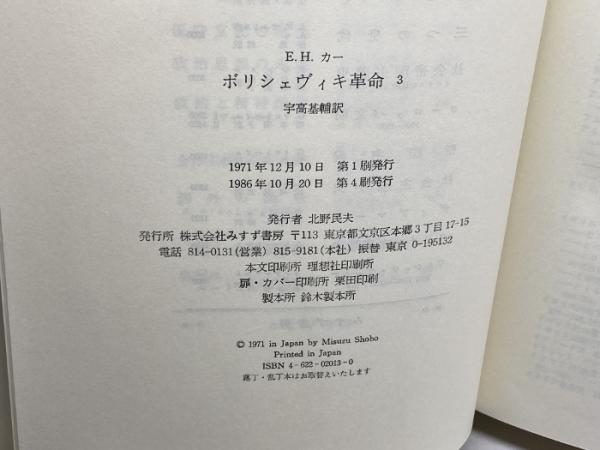 E.H. カー
ボリシェヴィキ革命 3
宇高基輔訳
1971年12月10日 第1刷発行
1986年10月20日 第4刷発行
発行者 北野民夫
発行所 株式会社みすず書房 〒113 東京都文京区本郷3丁目17-15
電話 814-0131(営業) 815-9181(本社) 振替 東京 0-195132
本文印刷所 理想社印刷所
扉・カバー印刷所 栗田印刷
製本所 鈴木製本所
© 1971 in Japan by Misuzu Shobo
Printed in Japan
ISBN 4-622-02013-0
落丁・乱丁本はお取替えいたします